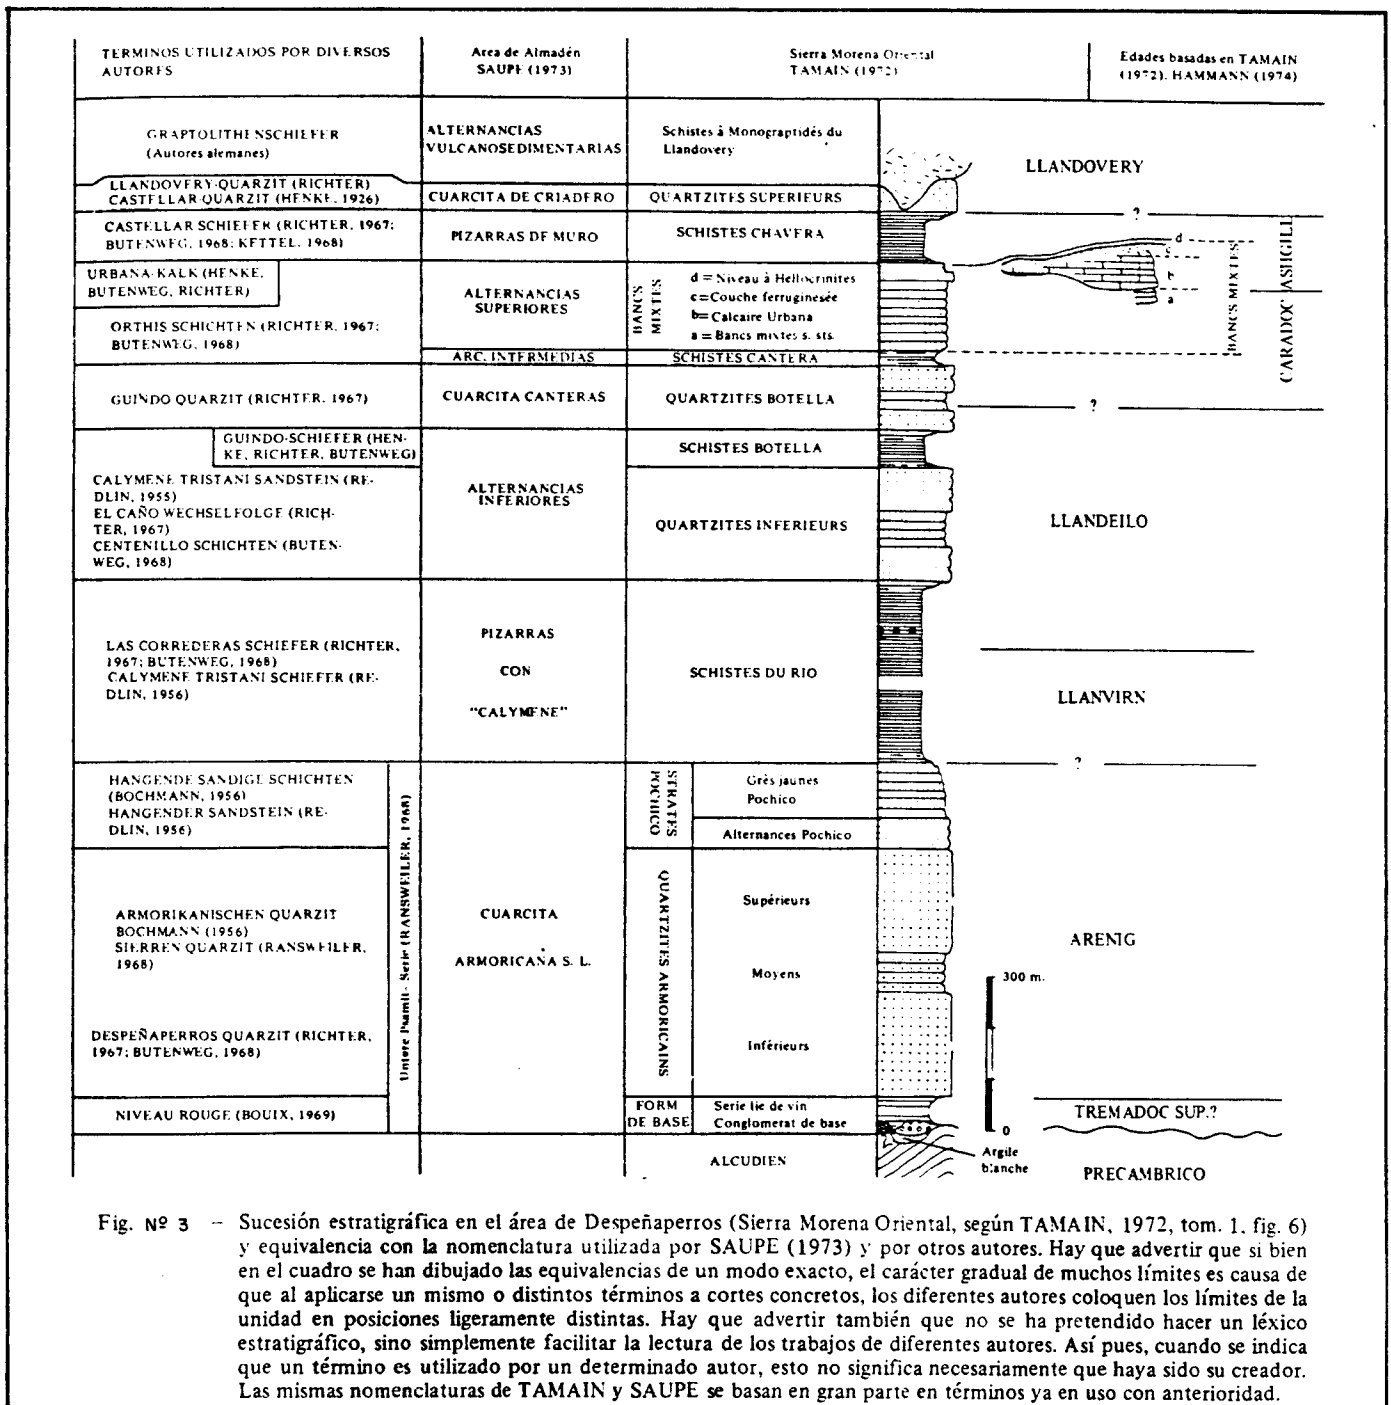 TERMINOS UTILIZADOS POR DIVERSOS
AUTORES
Area de Almadén
SAUPE (1973)
Sierra Morena Oriental
TAMAIN (1972)
Edades basadas en TAMAIN
(1972), HAMMANN (1974)
GRAPTOLITHENSCHIEFER
(Autores alemanes)
ALTERNANCIAS
VULCANOSEDIMENTARIAS
Schistes à Monograptidés du
Llandovery
LLANDOVERY
LLANDOVERY-QUARZIT (RICHTER)
CASTELLAR-QUARZIT (HENKE, 1926)
CUARCITA DE CRIADERO
QUARTZITES SUPERIEURS
?
CASTELLAR SCHIEFER (RICHTER, 1967;
BUTENWEG, 1968; KETTEL, 1968)
PIZARRAS DE MURO
SCHISTES CHAVERA
d
c
b
a
BANCS MIXTES
CARADOC
ASHGILL
URBANA-KALK (HENKE,
BUTENWEG, RICHTER)
ORTHIS SCHICHTEN (RICHTER, 1967;
BUTENWEG, 1968)
ALTERNANCIAS
SUPERIORES
BANCS
MIXTES
d = Niveau à Heliocrinites
c = Couche ferruginesée
b = Calcaire Urbana
a = Bancs mixtes s. sts.
ARC. INTERMEDIAS
SCHISTES CANTERA
GUINDO QUARZIT (RICHTER, 1967)
CUARCITA CANTERAS
QUARTZITES BOTELLA
?
GUINDO-SCHIEFER (HEN-
KE, RICHTER, BUTENWEG)
SCHISTES BOTELLA
CALYMENE TRISTANI SANDSTEIN (RE-
DLIN, 1955)
EL CAÑO WECHSELFOLGE (RICH-
TER, 1967)
CENTENILLO SCHICHTEN (BUTEN-
WEG, 1968)
ALTERNANCIAS
INFERIORES
QUARTZITES INFERIEURS
LLANDEILO
LAS CORREDERAS SCHIEFER (RICHTER,
1967; BUTENWEG, 1968)
CALYMENE TRISTANI SCHIEFER (RE-
DLIN, 1956)
PIZARRAS
CON
"CALYMENE"
SCHISTES DU RIO
LLANVIRN
?
HANGENDE SANDIGE SCHICHTEN
(BOCHMANN, 1956)
HANGENDER SANDSTEIN (RE-
DLIN, 1956)
Untere Psamit - Serie (RANSWEILER, 1968)
STRATES
POCHICO
Grès jaunes
Pochico
Alternances Pochico
ARMORIKANISCHEN QUARZIT
BOCHMANN (1956)
SIERREN QUARZIT (RANSWEILER,
1968)
DESPEÑAPERROS QUARZIT (RICHTER,
1967; BUTENWEG, 1968)
CUARCITA
ARMORICANA S. L.
QUARTZITES ARMORICAINS
Supérieurs
Moyens
Inférieurs
ARENIG
300 m.
0
NIVEAU ROUGE (BOUIX, 1969)
FORM
DE BASE
Serie lie de vin
Conglomerat de base
TREMADOC SUP.?
ALCUDIEN
Argile
blanche
PRECAMBRICO
Fig. Nº 3 – Sucesión estratigráfica en el área de Despeñaperros (Sierra Morena Oriental, según TAMAIN, 1972, tom. 1, fig. 6)
y equivalencia con la nomenclatura utilizada por SAUPE (1973) y por otros autores. Hay que advertir que si bien
en el cuadro se han dibujado las equivalencias de un modo exacto, el carácter gradual de muchos límites es causa de
que al aplicarse un mismo o distintos términos a cortes concretos, los diferentes autores coloquen los límites de la
unidad en posiciones ligeramente distintas. Hay que advertir también que no se ha pretendido hacer un léxico
estratigráfico, sino simplemente facilitar la lectura de los trabajos de diferentes autores. Así pues, cuando se indica
que un término es utilizado por un determinado autor, esto no significa necesariamente que haya sido su creador.
Las mismas nomenclaturas de TAMAIN y SAUPE se basan en gran parte en términos ya en uso con anterioridad.